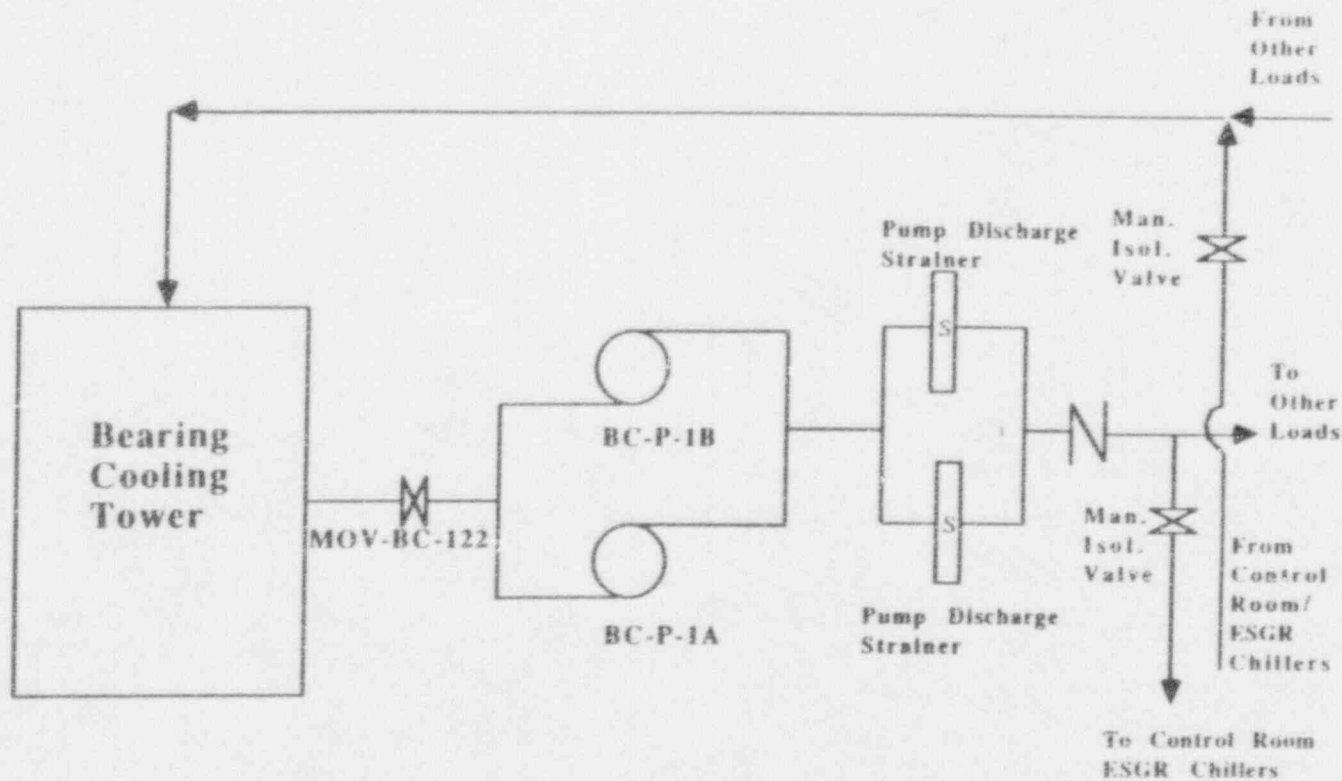 From
Other
Loads
Pump Discharge
Strainer
Man.
Isol.
Valve
S
To
Other
Loads
Bearing
Cooling
Tower
BC-P-1B
MOV-BC-122
S
Man.
Isol.
Valve
From
Control
Room/
ESGR
Chillers
BC-P-1A
Pump Discharge
Strainer
To Control Room
ESGR Chillers